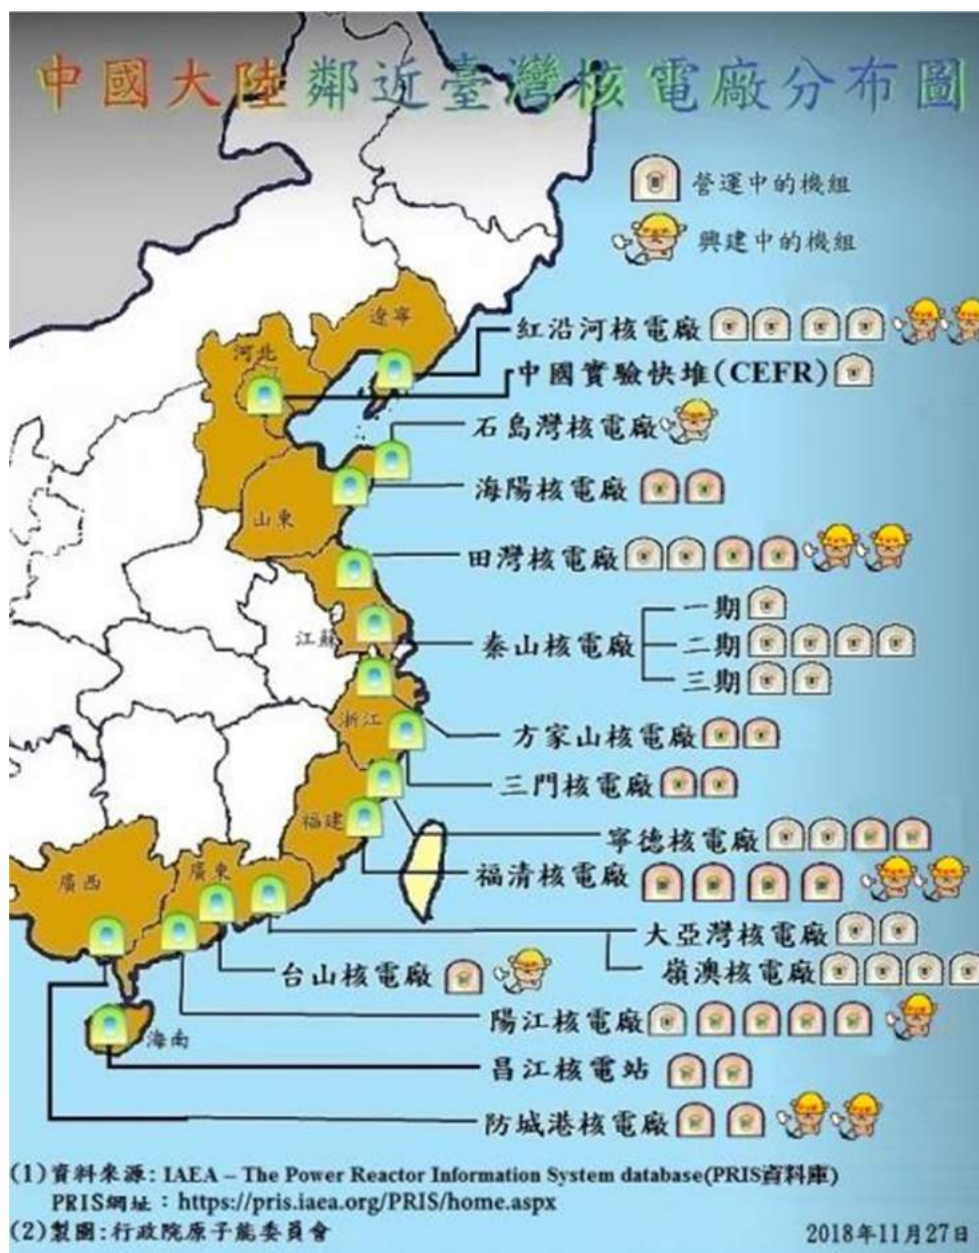 中國大陸鄰近臺灣核電廠分布圖
營運中的機組
興建中的機組
遼寧
紅沿河核電廠
河北
中國實驗快堆(CEFR)
石島灣核電廠
海陽核電廠
山東
田灣核電廠
一期
江蘇
秦山核電廠
二期
三期
浙江
方家山核電廠
三門核電廠
福建
寧德核電廠
廣西
廣東
福清核電廠
大亞灣核電廠
台山核電廠
嶺澳核電廠
陽江核電廠
海南
昌江核電站
防城港核電廠
(1)資料來源: IAEA – The Power Reactor Information System database(PRIS資料庫)
PRIS網址：https://pris.iaea.org/PRIS/home.aspx
(2)製圖:行政院原子能委員會
2018年11月27日